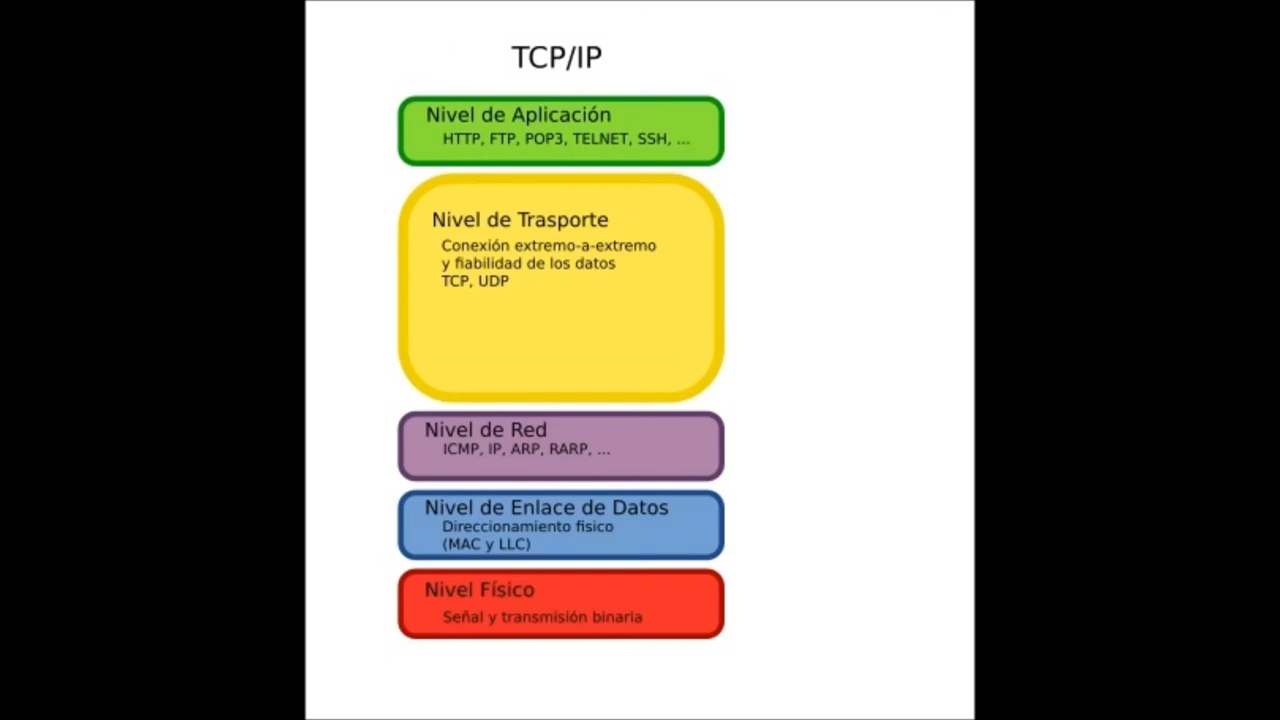 TCP/IP
Nivel de Aplicación
HTTP, FTP, POP3, TELNET, SSH, ...
Nivel de Trasporte
Conexión extremo-a-extremo
y fiabilidad de los datos
TCP, UDP
Nivel de Red
ICMP, IP, ARP, RARP, ...
Nivel de Enlace de Datos
Direccionamiento fisico
(MAC y LLC)
Nivel Físico
Señal y transmisión binaria